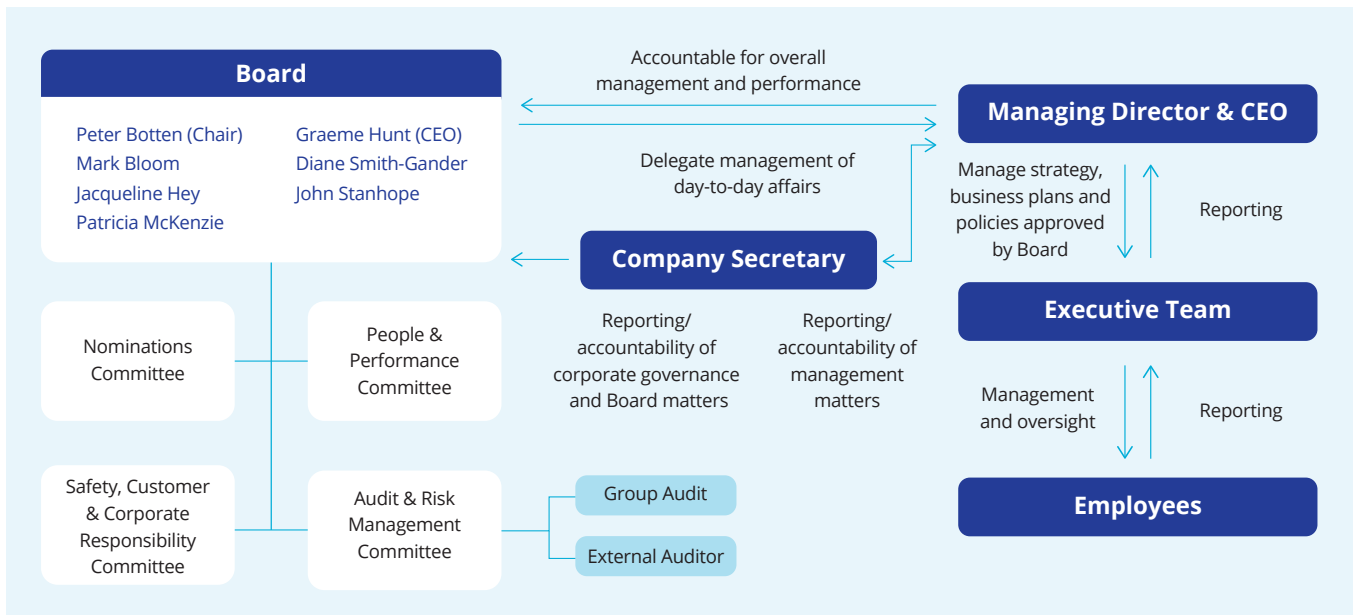 Board
Peter Botten (Chair)
Mark Bloom
Jacqueline Hey
Patricia McKenzie
Graeme Hunt (CEO)
Diane Smith-Gander
John Stanhope
Accountable for overall
management and performance
Delegate management of
day-to-day affairs
Managing Director & CEO
Manage strategy,
business plans and
policies approved
by Board
Reporting
Company Secretary
Reporting/
accountability of
corporate governance
and Board matters
Reporting/
accountability of
management
matters
Executive Team
Management
and oversight
Reporting
Employees
Nominations
Committee
People &
Performance
Committee
Safety, Customer
& Corporate
Responsibility
Committee
Audit & Risk
Management
Committee
Group Audit
External Auditor